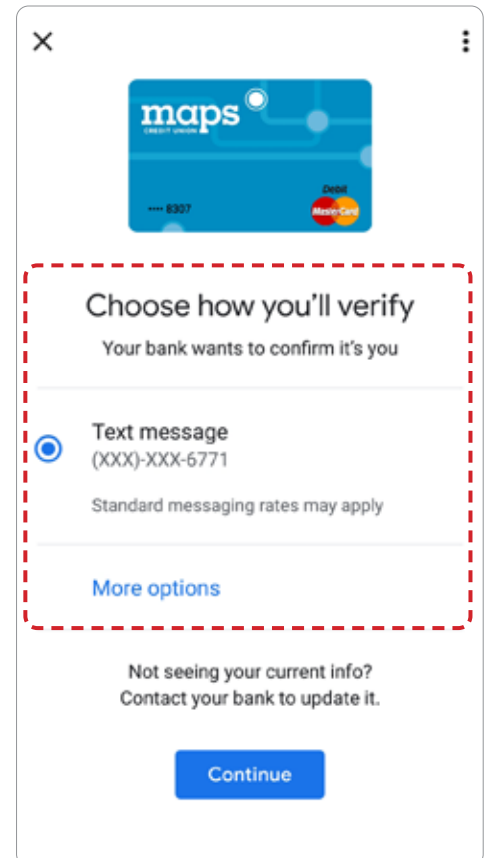 maps
CREDIT UNION
Debit
•••• 8307
MasterCard
Choose how you'll verify
Your bank wants to confirm it's you
Text message
(XXX)-XXX-6771
Standard messaging rates may apply
More options
Not seeing your current info?
Contact your bank to update it.
Continue